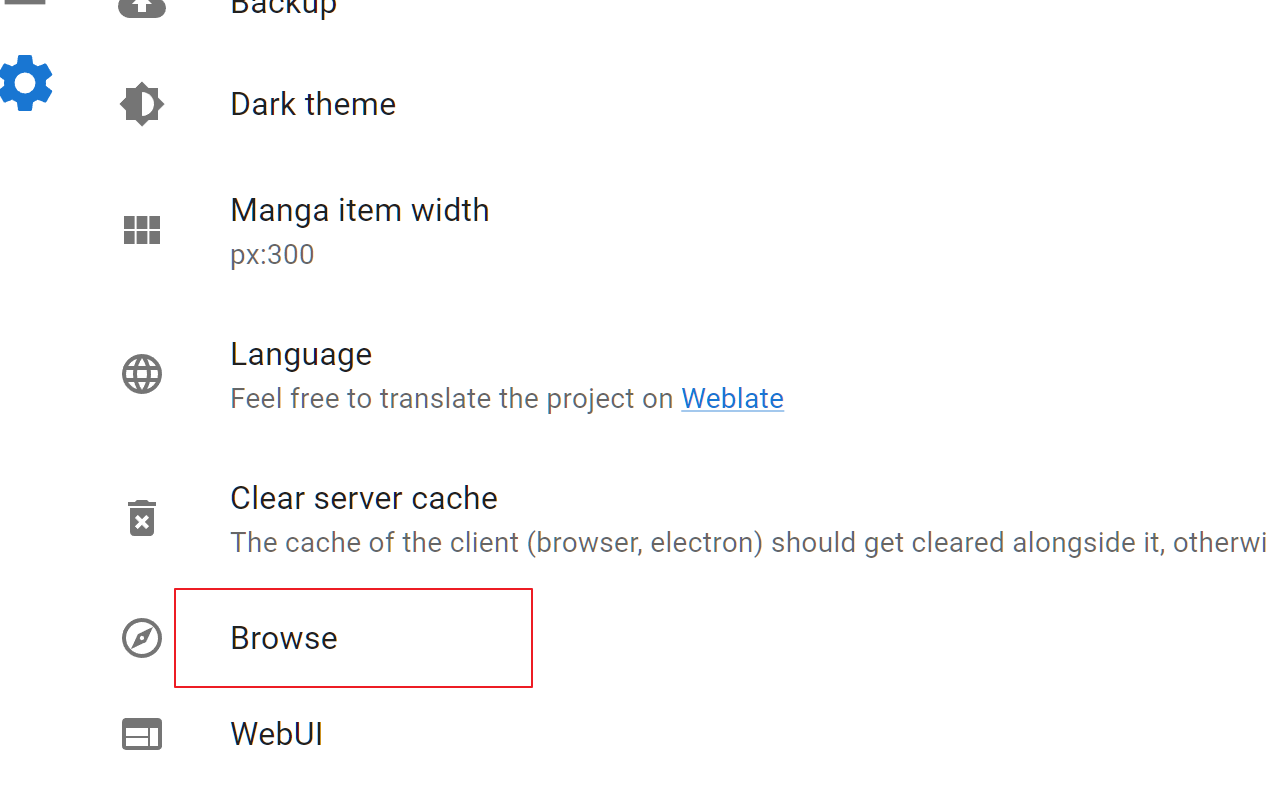 Backup
Dark theme
Manga item width
px:300
Language
Feel free to translate the project on Weblate
Clear server cache
The cache of the client (browser, electron) should get cleared alongside it, otherwi
Browse
WebUI